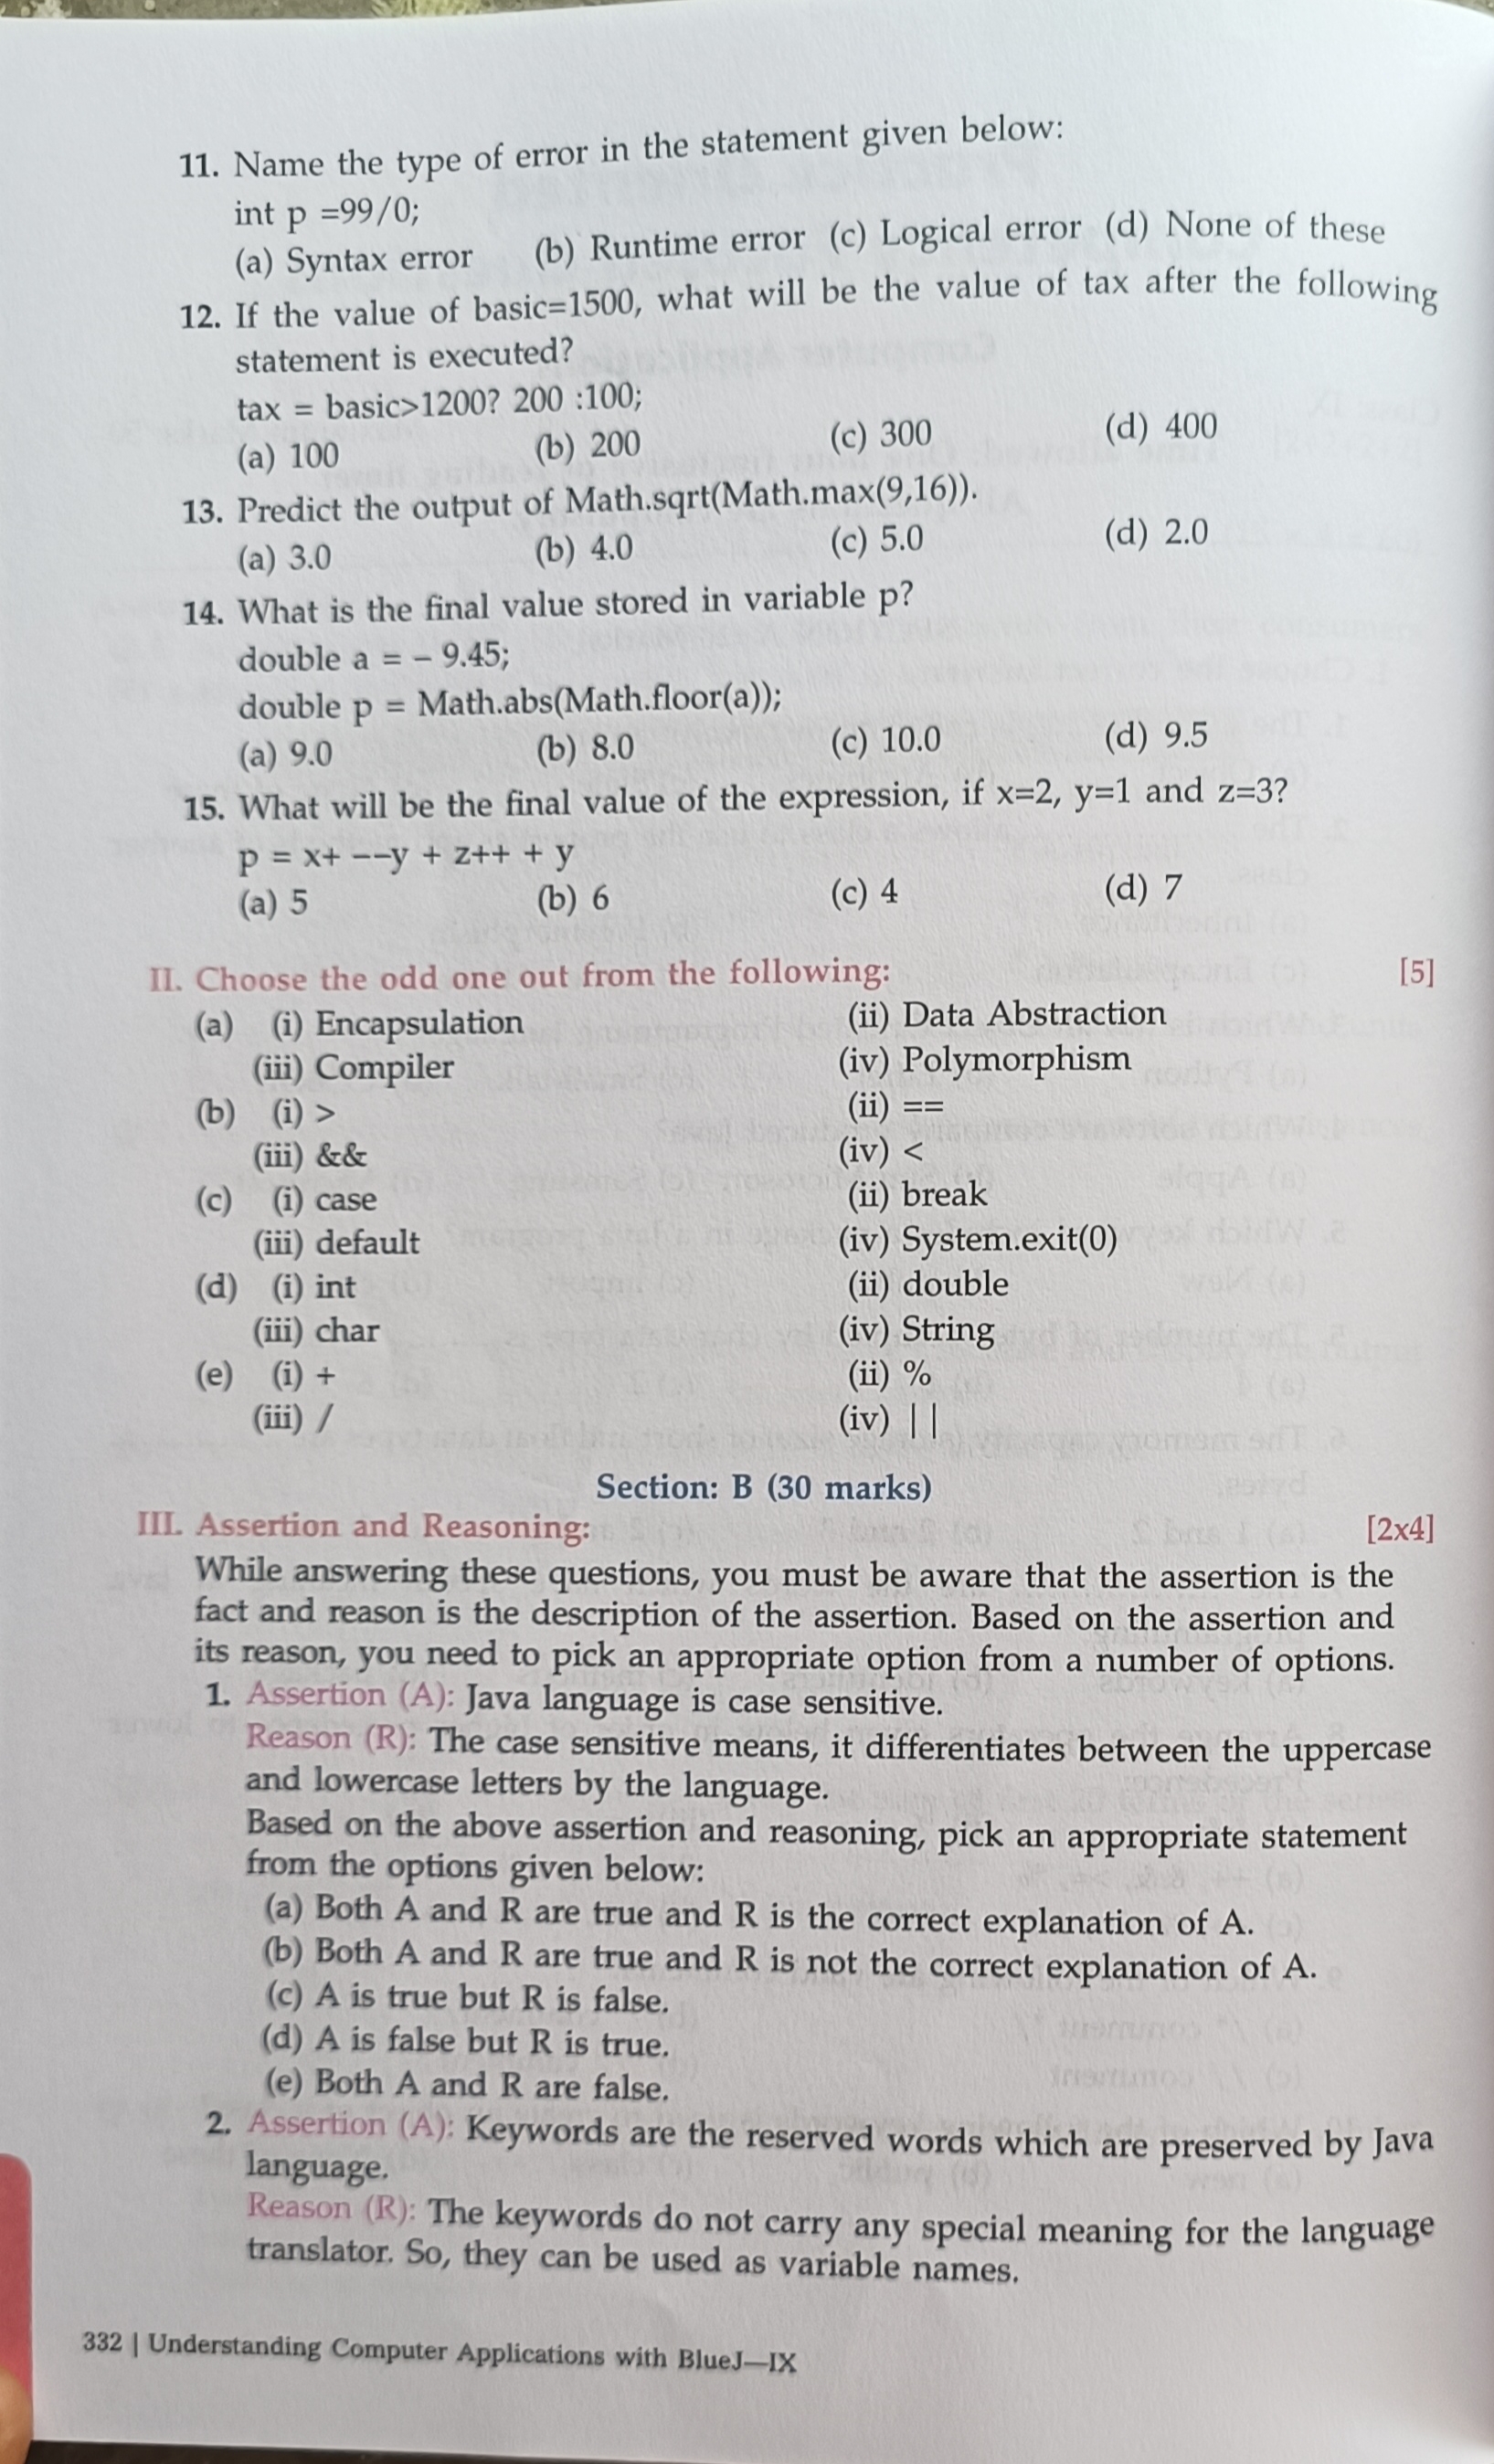 11. Name the type of error in the statement given below:
int p =99/0;
(a) Syntax error (b) Runtime error (c) Logical error (d) None of these
12. If the value of basic=1500, what will be the value of tax after the following
statement is executed?
tax = basic>1200? 200 :100;
(a) 100 (b) 200 (c) 300 (d) 400
13. Predict the output of Math.sqrt(Math.max(9,16)).
(a) 3.0 (b) 4.0 (c) 5.0 (d) 2.0
14. What is the final value stored in variable p?
double a = – 9.45;
double p = Math.abs(Math.floor(a));
(a) 9.0 (b) 8.0 (c) 10.0 (d) 9.5
15. What will be the final value of the expression, if x=2, y=1 and z=3?
p = x+ --y + z++ + y
(a) 5 (b) 6 (c) 4 (d) 7
II. Choose the odd one out from the following: [5]
(a) (i) Encapsulation (ii) Data Abstraction
(iii) Compiler (iv) Polymorphism
(b) (i) > (ii) ==
(iii) && (iv) <
(c) (i) case (ii) break
(iii) default (iv) System.exit(0)
(d) (i) int (ii) double
(iii) char (iv) String
(e) (i) + (ii) %
(iii) / (iv) ||
Section: B (30 marks)
III. Assertion and Reasoning: [2x4]
While answering these questions, you must be aware that the assertion is the
fact and reason is the description of the assertion. Based on the assertion and
its reason, you need to pick an appropriate option from a number of options.
1. Assertion (A): Java language is case sensitive.
Reason (R): The case sensitive means, it differentiates between the uppercase
and lowercase letters by the language.
Based on the above assertion and reasoning, pick an appropriate statement
from the options given below:
(a) Both A and R are true and R is the correct explanation of A.
(b) Both A and R are true and R is not the correct explanation of A.
(c) A is true but R is false.
(d) A is false but R is true.
(e) Both A and R are false.
2. Assertion (A): Keywords are the reserved words which are preserved by Java
language.
Reason (R): The keywords do not carry any special meaning for the language
translator. So, they can be used as variable names.
332 | Understanding Computer Applications with BlueJ—IX